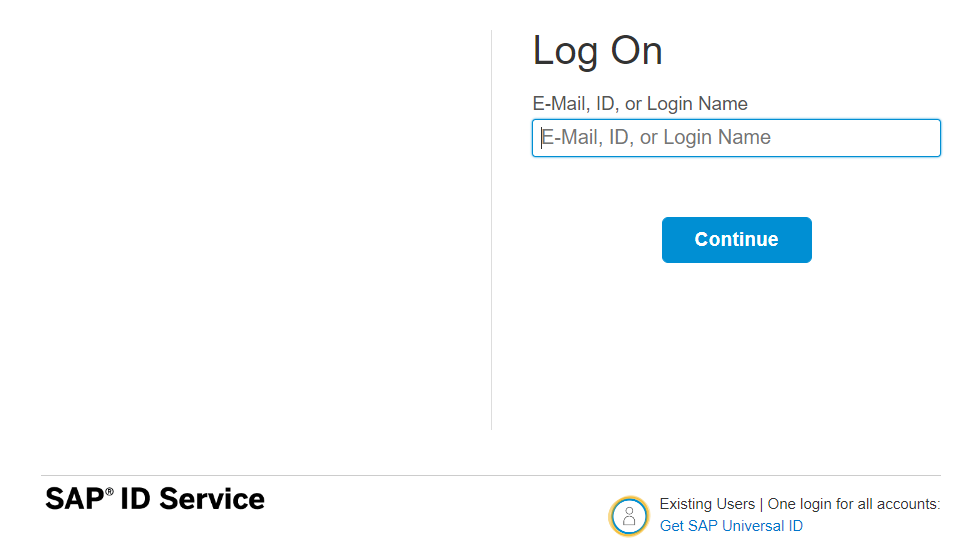 Log On
E-Mail, ID, or Login Name
E-Mail, ID, or Login Name
Continue
SAP® ID Service
Existing Users | One login for all accounts:
Get SAP Universal ID